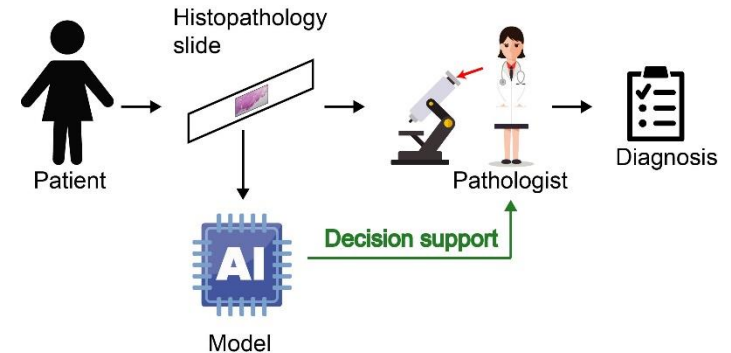 Histopathology
slide
Patient
Pathologist
Diagnosis
Decision support
AI
Model